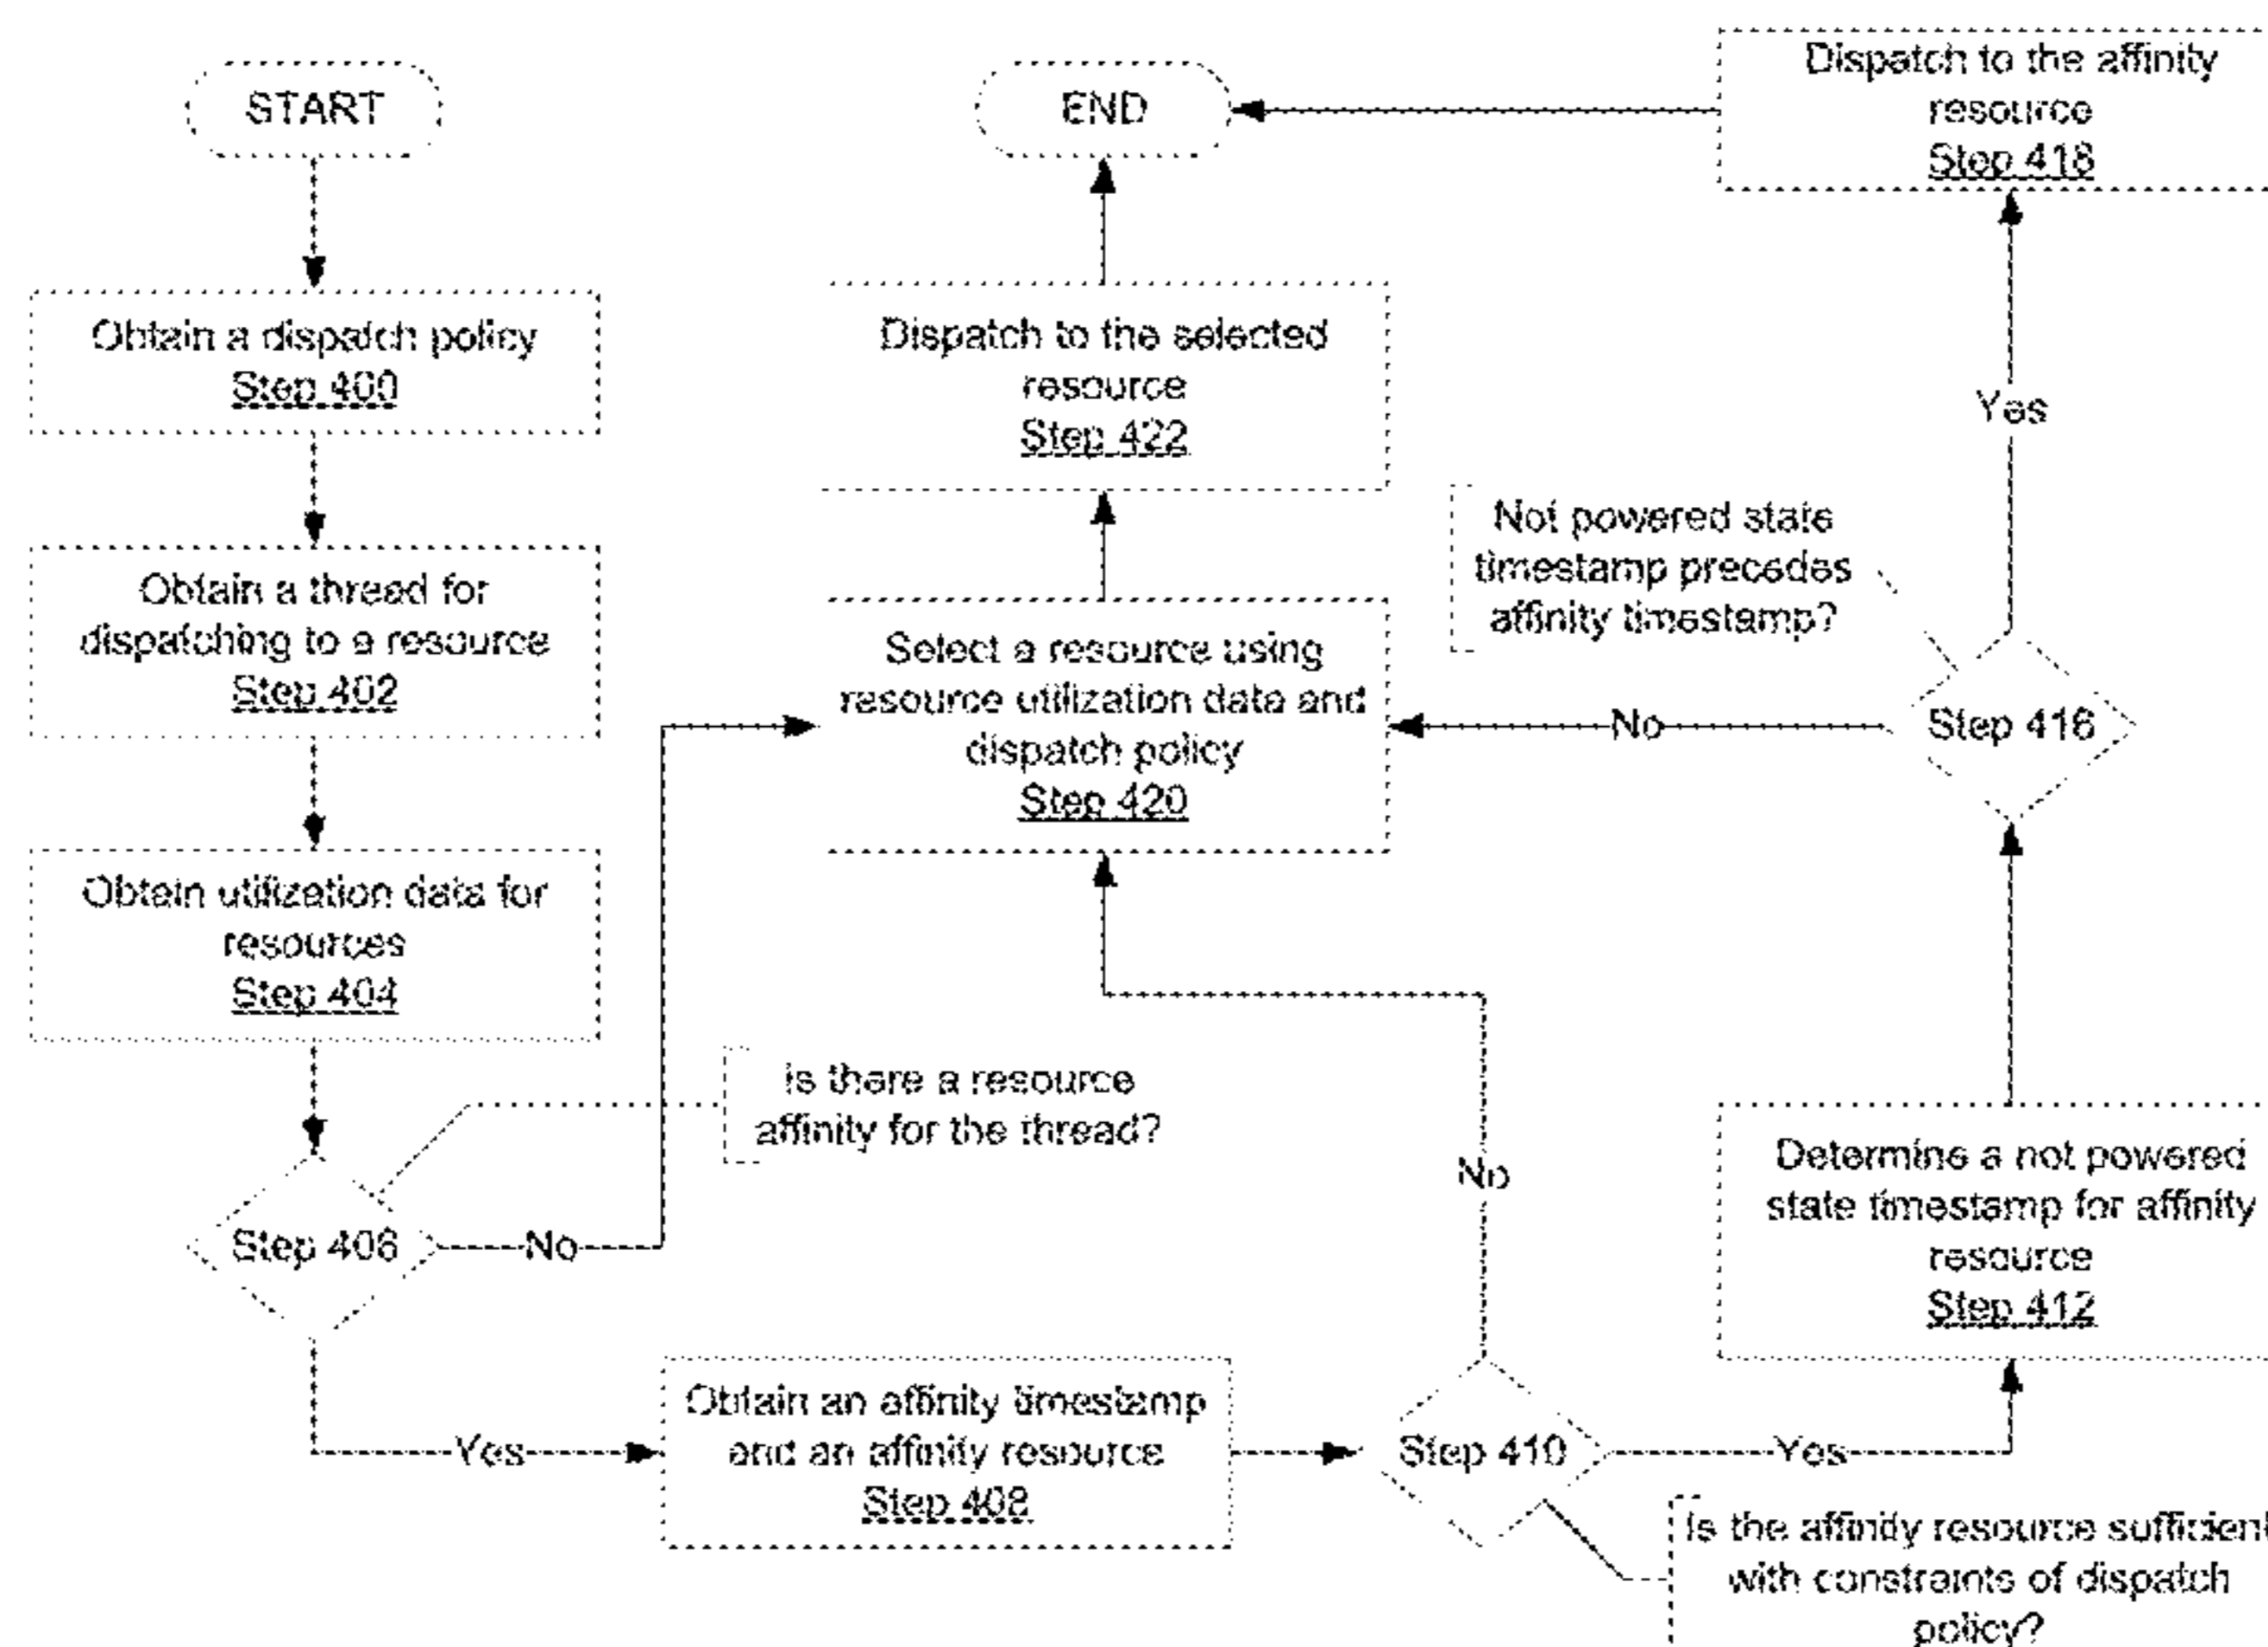 START
Obtain a dispatch policy
Step 400
Obtain a thread for
dispatching to a resource
Step 402
Obtain utilization data for
resources
Step 404
Step 406
Is there a resource
affinity for the thread?
No
Yes
Obtain an affinity timestamp
and an affinity resource
Step 408
Step 410
Is the affinity resource sufficient
with constraints of dispatch
policy?
No
Yes
Determine a not powered
state timestamp for affinity
resource
Step 412
Step 416
Not powered state
timestamp precedes
affinity timestamp?
No
Yes
Dispatch to the affinity
resource
Step 418
Select a resource using
resource utilization data and
dispatch policy
Step 420
Dispatch to the selected
resource
Step 422
END